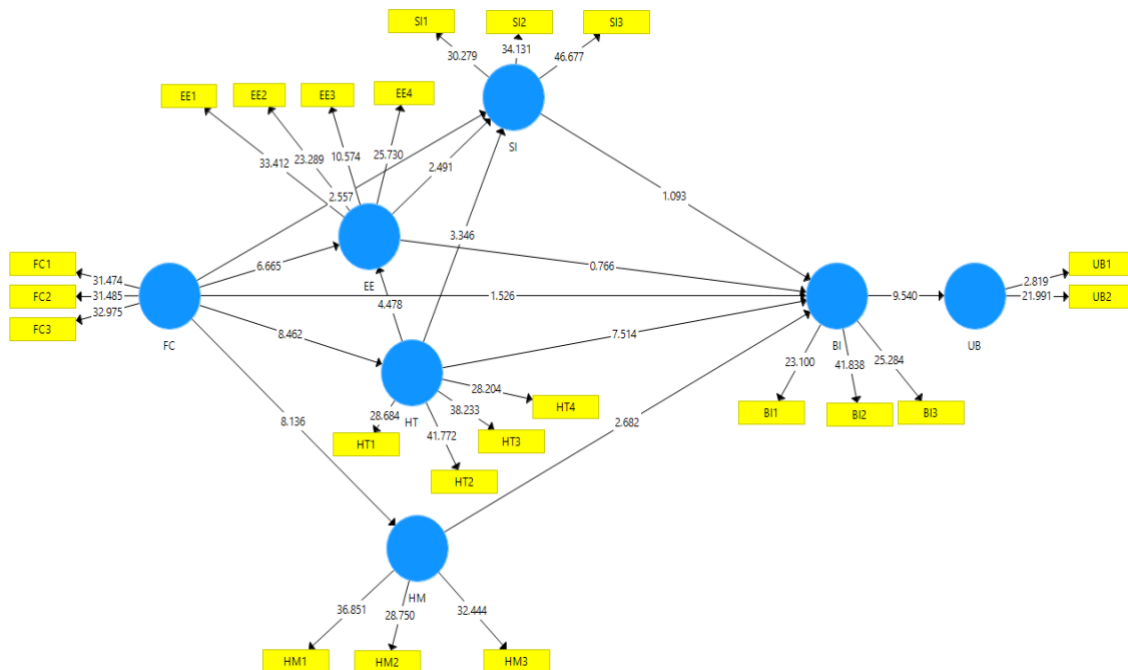 SI1
SI2
SI3
30.279
34.131
46.677
EE1
EE2
EE3
EE4
33.412
23.289
10.574
25.730
SI
2.557
2.491
3.346
1.093
FC1
FC2
FC3
31.474
31.485
32.975
FC
6.665
EE
4.478
0.766
1.526
8.462
7.514
BI
9.540
UB
2.819
21.991
UB1
UB2
23.100
41.838
25.284
BI1
BI2
BI3
HT
28.204
28.684
38.233
41.772
HT1
HT2
HT3
HT4
8.136
2.682
HM
36.851
28.750
32.444
HM1
HM2
HM3